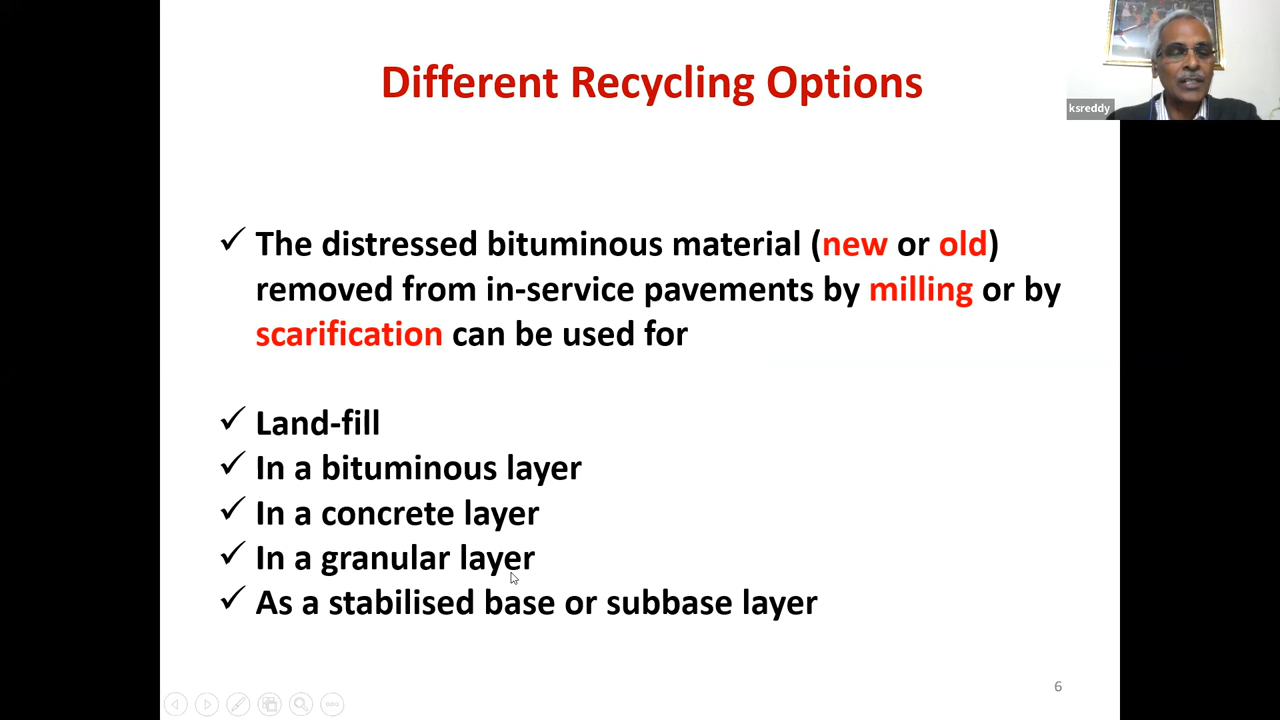 Different Recycling Options
ksreddy
✓ The distressed bituminous material (new or old)
removed from in-service pavements by milling or by
scarification can be used for
✓ Land-fill
✓ In a bituminous layer
✓ In a concrete layer
✓ In a granular layer
✓ As a stabilised base or subbase layer
6